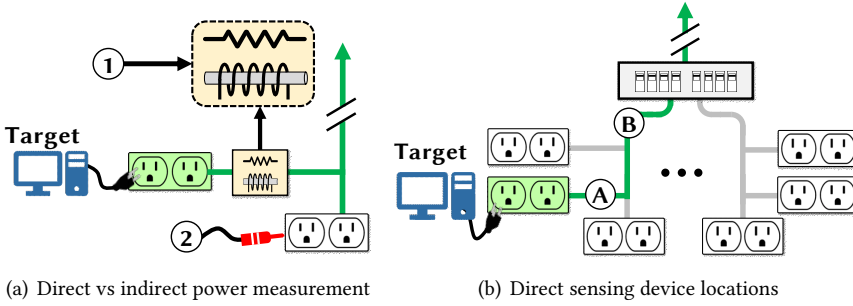 1
Target
2
(a) Direct vs indirect power measurement
B
Target
A
(b) Direct sensing device locations